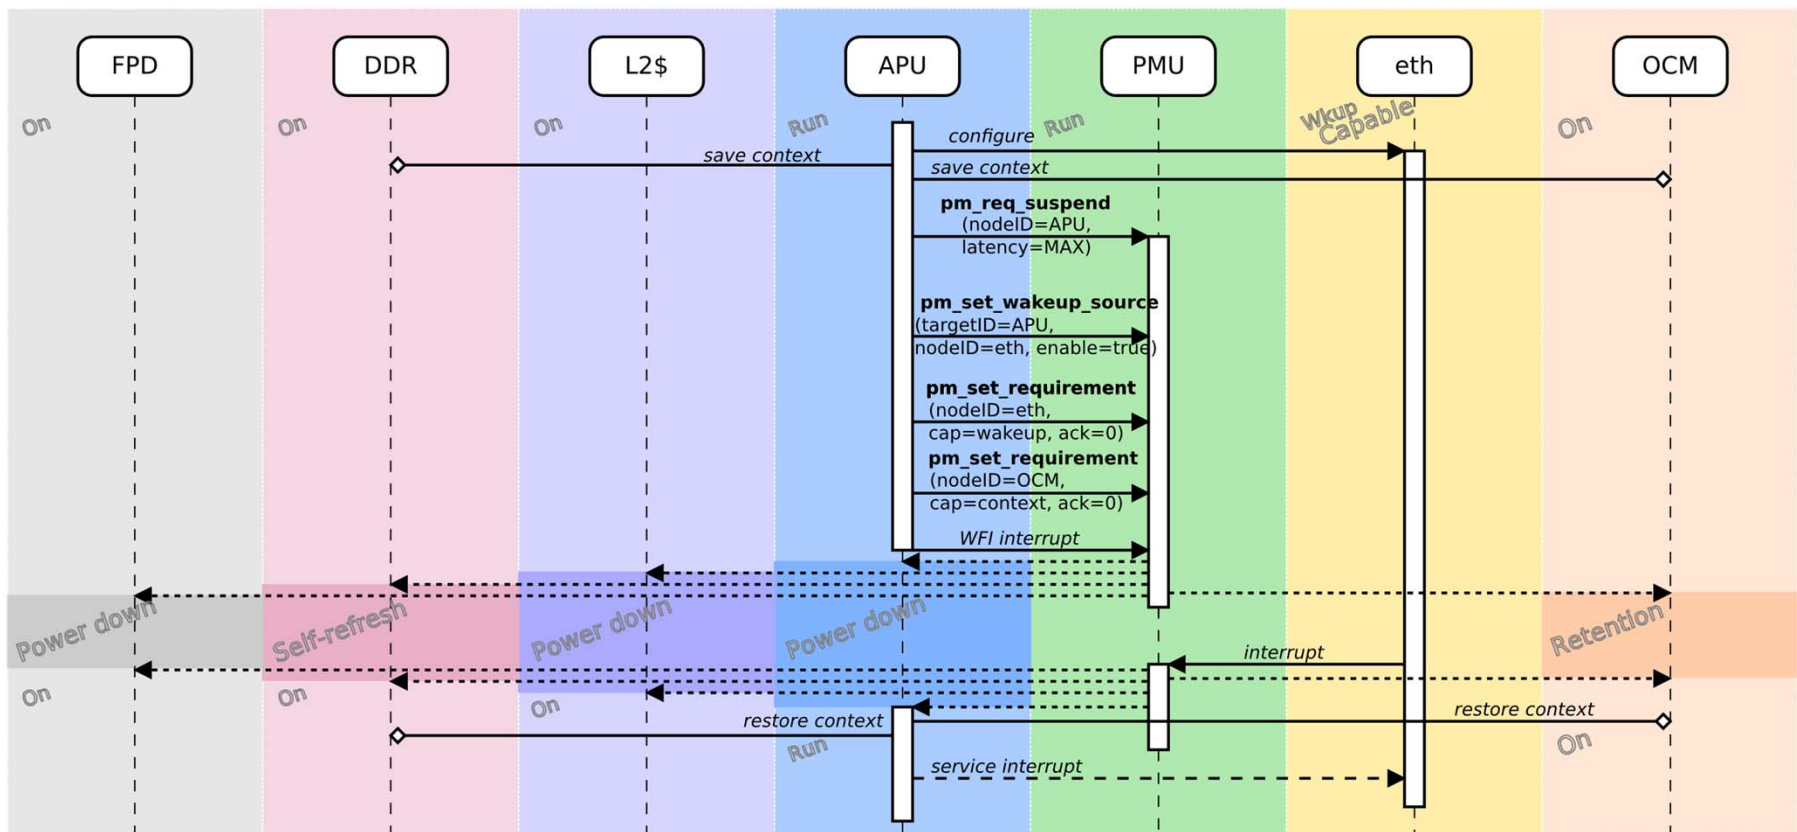 FPD
DDR
L2$
APU
PMU
eth
OCM
On
On
On
Run
Run
Wkup
Capable
On
configure
save context
save context
pm_req_suspend
(nodeID=APU,
latency=MAX)
pm_set_wakeup_source
(targetID=APU,
nodeID=eth, enable=true)
pm_set_requirement
(nodeID=eth,
cap=wakeup, ack=0)
pm_set_requirement
(nodeID=OCM,
cap=context, ack=0)
WFI interrupt
Power down
Self-refresh
Power down
Power down
Retention
interrupt
On
On
On
restore context
restore context
Run
On
service interrupt